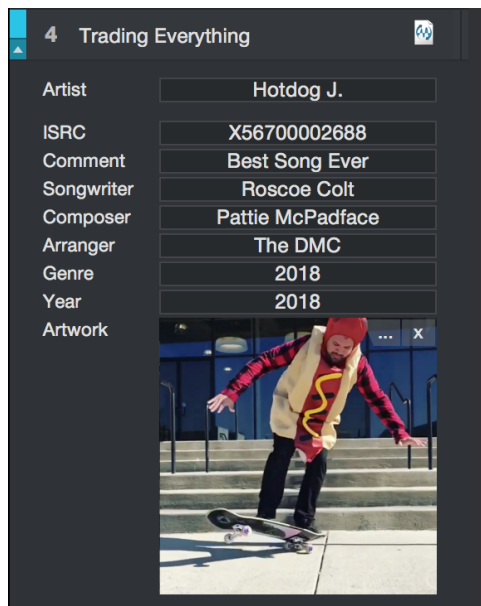 4 Trading Everything
Artist Hotdog J.
ISRC X56700002688
Comment Best Song Ever
Songwriter Roscoe Colt
Composer Pattie McPadface
Arranger The DMC
Genre 2018
Year 2018
Artwork
... x